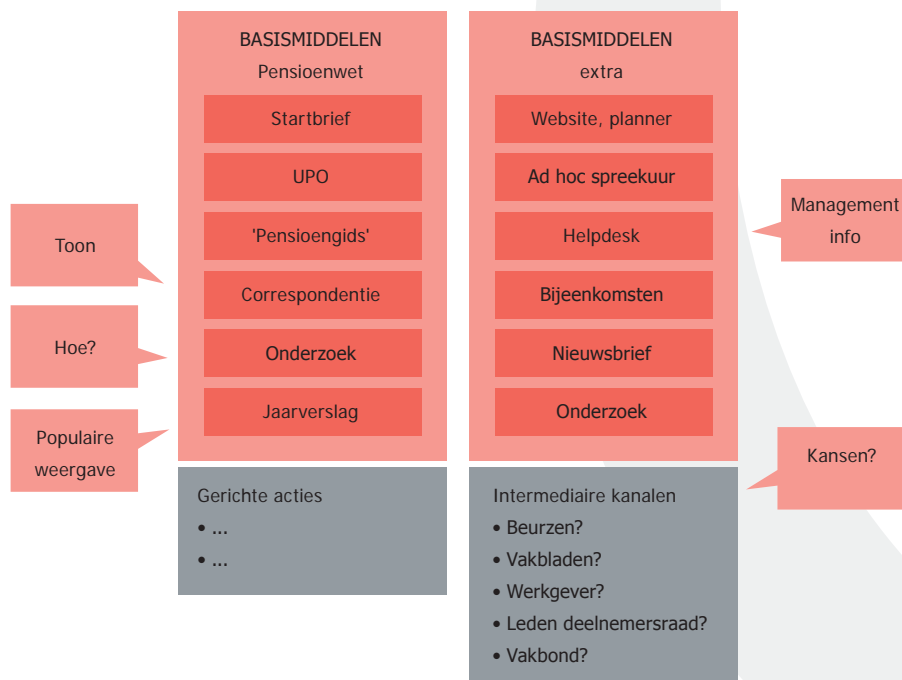 BASISMIDDELEN
Pensioenwet
Startbrief
UPO
'Pensioengids'
Correspondentie
Onderzoek
Jaarverslag
Toon
Hoe?
Populaire
weergave
Gerichte acties
• ...
• ...
BASISMIDDELEN
extra
Website, planner
Ad hoc spreekuur
Helpdesk
Bijeenkomsten
Nieuwsbrief
Onderzoek
Management
info
Kansen?
Intermediaire kanalen
• Beurzen?
• Vakbladen?
• Werkgever?
• Leden deelnemersraad?
• Vakbond?